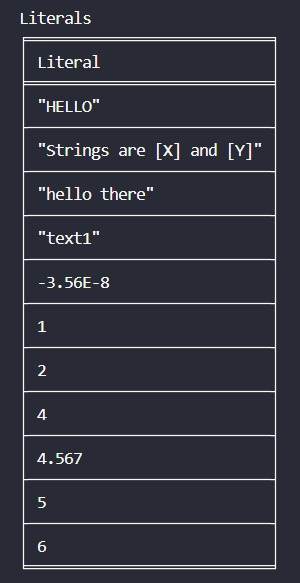 Literals
Literal
"HELLO"
"Strings are [X] and [Y]"
"hello there"
"text1"
-3.56E-8
1
2
4
4.567
5
6